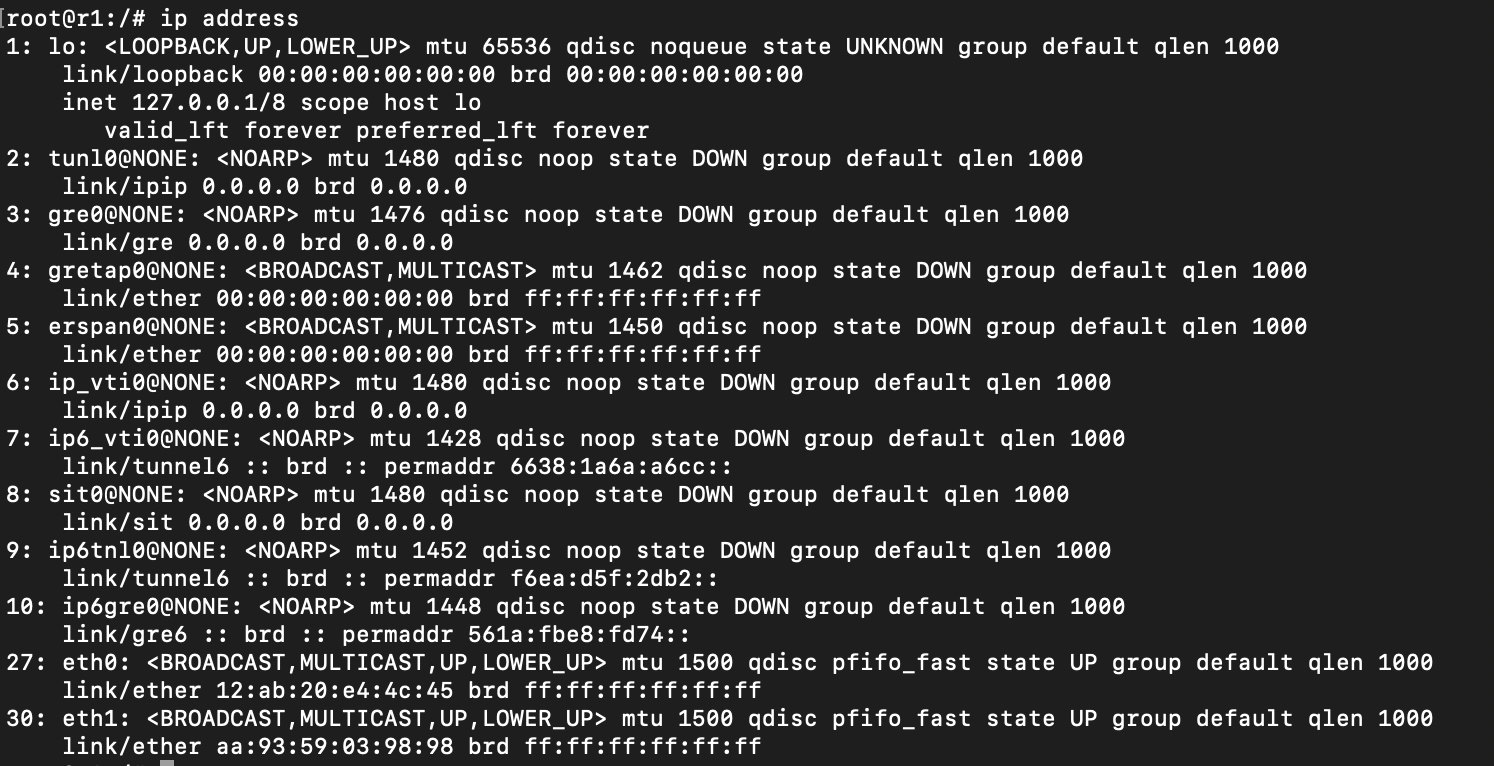 [root@r1:/# ip address
1: lo: <LOOPBACK,UP,LOWER_UP> mtu 65536 qdisc noqueue state UNKNOWN group default qlen 1000
    link/loopback 00:00:00:00:00:00 brd 00:00:00:00:00:00
    inet 127.0.0.1/8 scope host lo
       valid_lft forever preferred_lft forever
2: tunl0@NONE: <NOARP> mtu 1480 qdisc noop state DOWN group default qlen 1000
    link/ipip 0.0.0.0 brd 0.0.0.0
3: gre0@NONE: <NOARP> mtu 1476 qdisc noop state DOWN group default qlen 1000
    link/gre 0.0.0.0 brd 0.0.0.0
4: gretap0@NONE: <BROADCAST,MULTICAST> mtu 1462 qdisc noop state DOWN group default qlen 1000
    link/ether 00:00:00:00:00:00 brd ff:ff:ff:ff:ff:ff
5: erspan0@NONE: <BROADCAST,MULTICAST> mtu 1450 qdisc noop state DOWN group default qlen 1000
    link/ether 00:00:00:00:00:00 brd ff:ff:ff:ff:ff:ff
6: ip_vti0@NONE: <NOARP> mtu 1480 qdisc noop state DOWN group default qlen 1000
    link/ipip 0.0.0.0 brd 0.0.0.0
7: ip6_vti0@NONE: <NOARP> mtu 1428 qdisc noop state DOWN group default qlen 1000
    link/tunnel6 :: brd :: permaddr 6638:1a6a:a6cc::
8: sit0@NONE: <NOARP> mtu 1480 qdisc noop state DOWN group default qlen 1000
    link/sit 0.0.0.0 brd 0.0.0.0
9: ip6tnl0@NONE: <NOARP> mtu 1452 qdisc noop state DOWN group default qlen 1000
    link/tunnel6 :: brd :: permaddr f6ea:d5f:2db2::
10: ip6gre0@NONE: <NOARP> mtu 1448 qdisc noop state DOWN group default qlen 1000
    link/gre6 :: brd :: permaddr 561a:fbe8:fd74::
27: eth0: <BROADCAST,MULTICAST,UP,LOWER_UP> mtu 1500 qdisc pfifo_fast state UP group default qlen 1000
    link/ether 12:ab:20:e4:4c:45 brd ff:ff:ff:ff:ff:ff
30: eth1: <BROADCAST,MULTICAST,UP,LOWER_UP> mtu 1500 qdisc pfifo_fast state UP group default qlen 1000
    link/ether aa:93:59:03:98:98 brd ff:ff:ff:ff:ff:ff